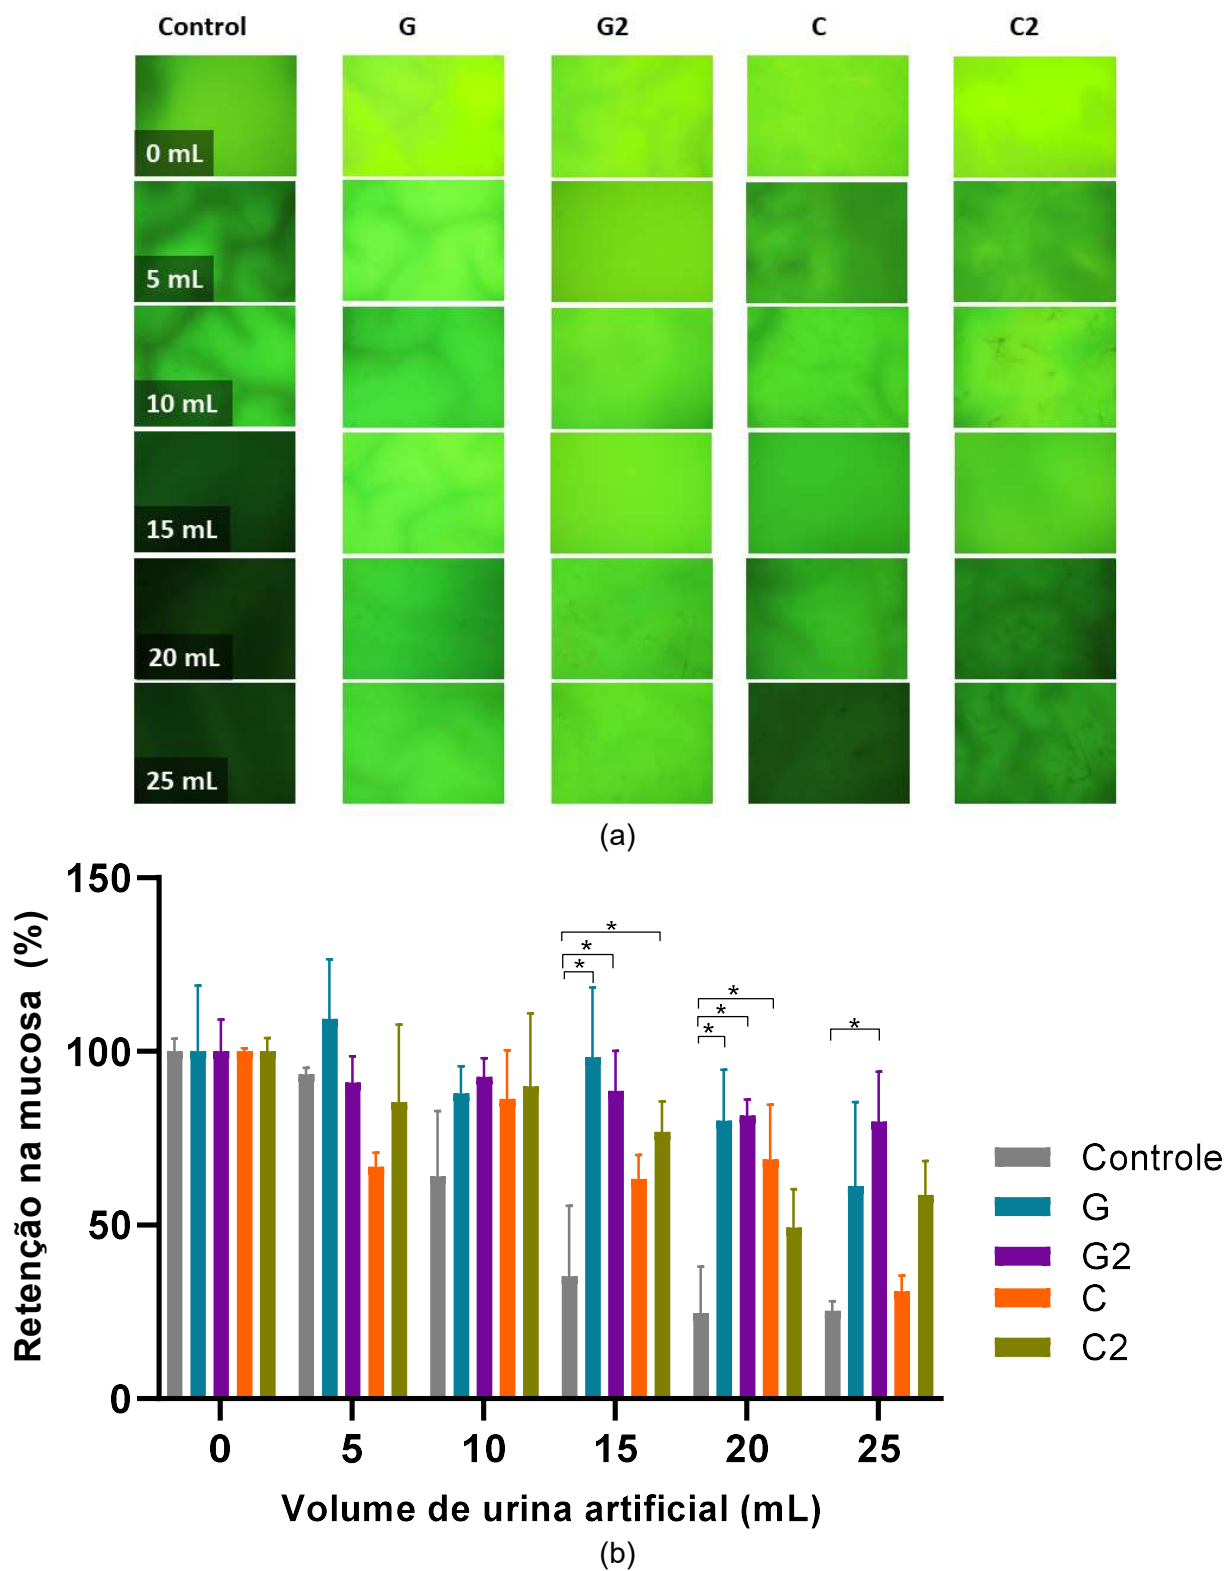 Control G G2 C C2
0 mL
5 mL
10 mL
15 mL
20 mL
25 mL
(a)
150
100
50
0
Retenção na mucosa (%)
* * *
* * *
*
Controle
G
G2
C
C2
0 5 10 15 20 25
Volume de urina artificial (mL)
(b)